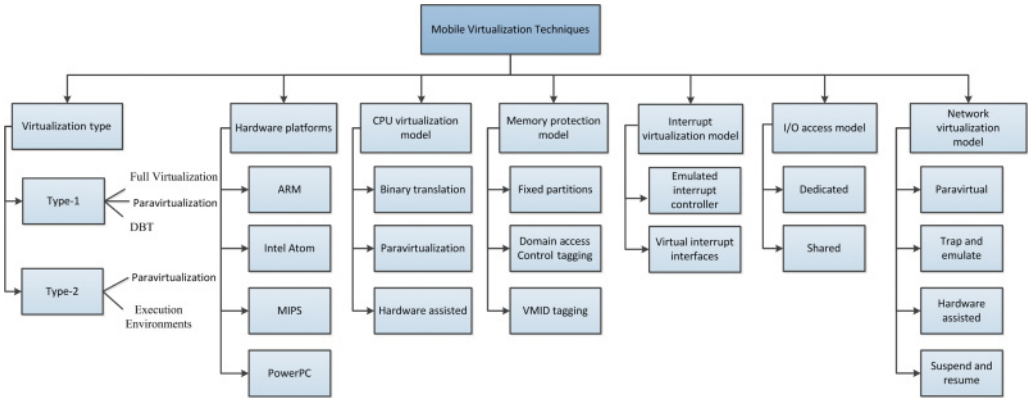 Mobile Virtualization Techniques
Virtualization type
Type-1
Full Virtualization
Paravirtualization
DBT
Type-2
Paravirtualization
Execution
Environments
Hardware platforms
ARM
Intel Atom
MIPS
PowerPC
CPU virtualization
model
Binary translation
Paravirtualization
Hardware assisted
Memory protection
model
Fixed partitions
Domain access
Control tagging
VMID tagging
Interrupt
virtualization model
Emulated
interrupt
controller
Virtual interrupt
interfaces
I/O access model
Dedicated
Shared
Network
virtualization
model
Paravirtual
Trap and
emulate
Hardware
assisted
Suspend and
resume